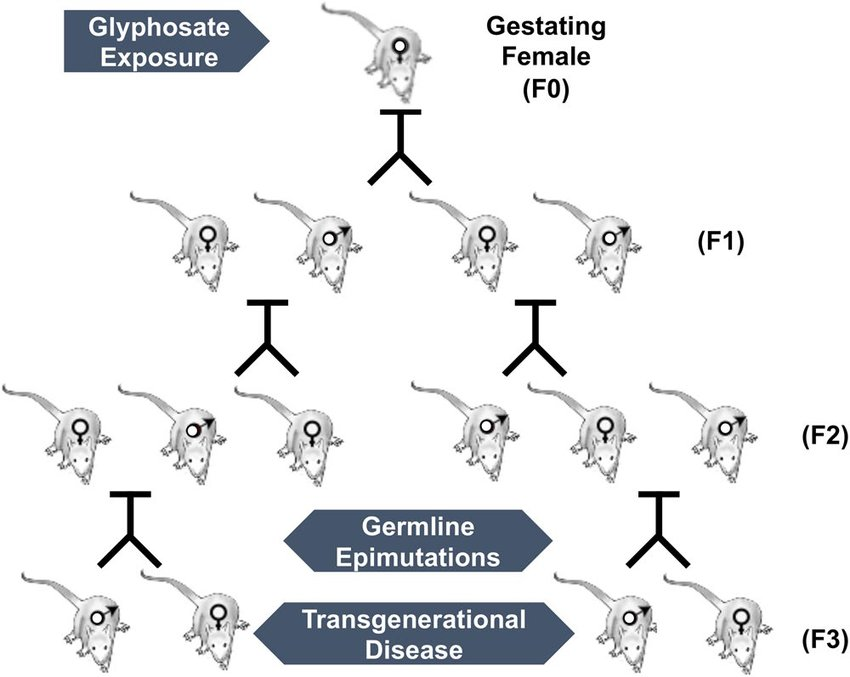 Glyphosate
Exposure
Gestating
Female
(F0)
(F1)
(F2)
Germline
Epimutations
Transgenerational
Disease
(F3)